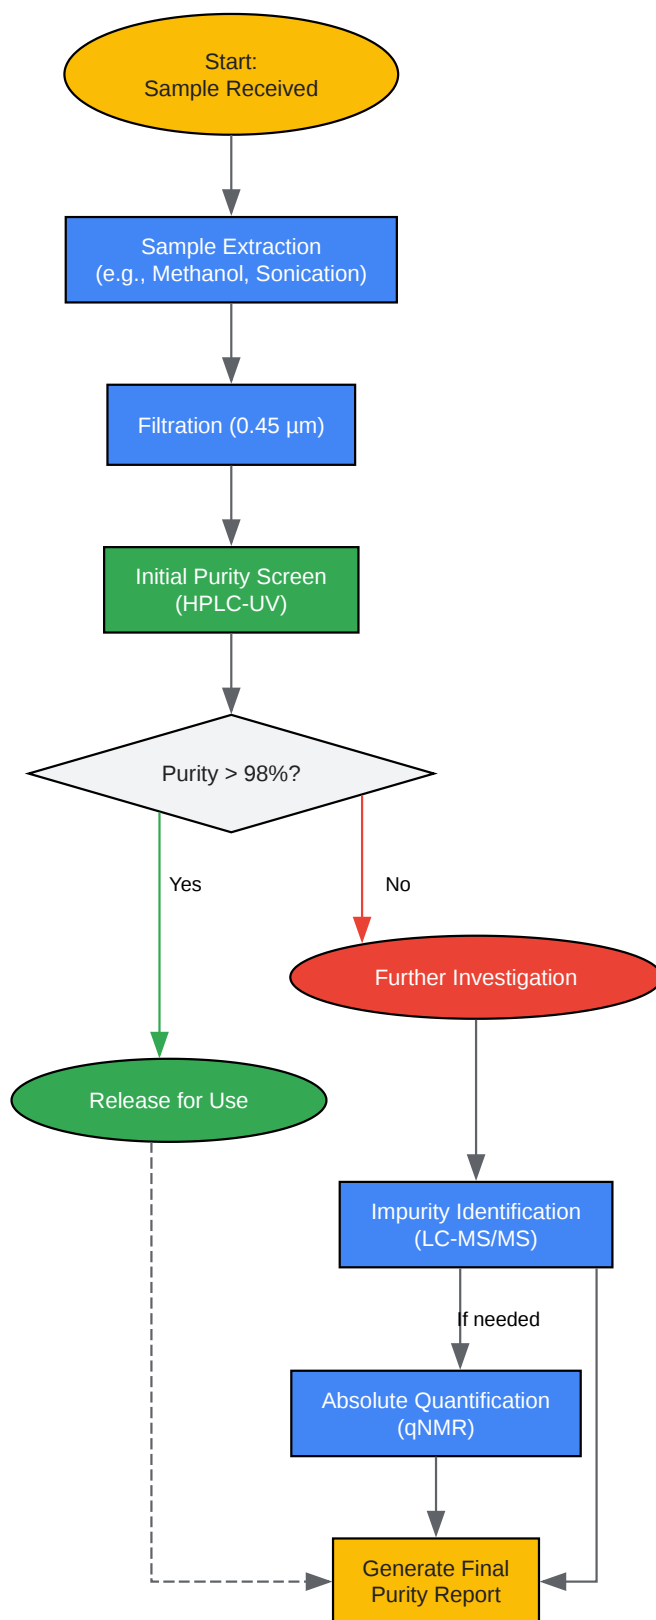 Start:
Sample Received
Sample Extraction
(e.g., Methanol, Sonication)
Filtration (0.45 µm)
Initial Purity Screen
(HPLC-UV)
Purity > 98%?
Yes
No
Further Investigation
Release for Use
Impurity Identification
(LC-MS/MS)
If needed
Absolute Quantification
(qNMR)
Generate Final
Purity Report